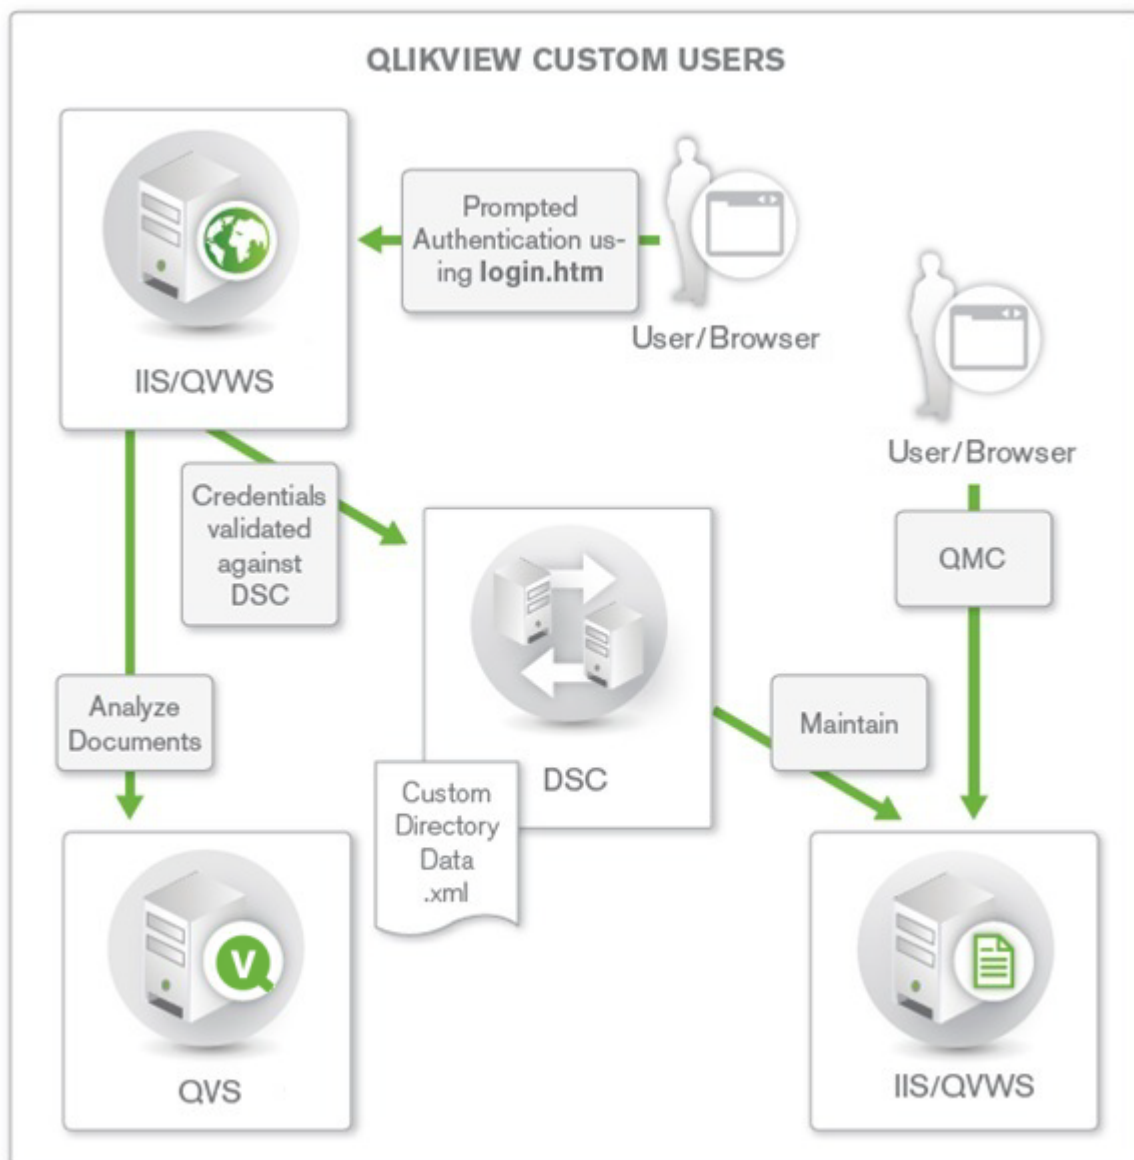 QLIKVIEW CUSTOM USERS
Prompted
Authentication us-
ing login.htm
User/Browser
IIS/QVWS
User/Browser
Credentials
validated
against
DSC
QMC
Analyze
Documents
Maintain
DSC
Custom
Directory
Data
.xml
V
QVS
IIS/QVWS